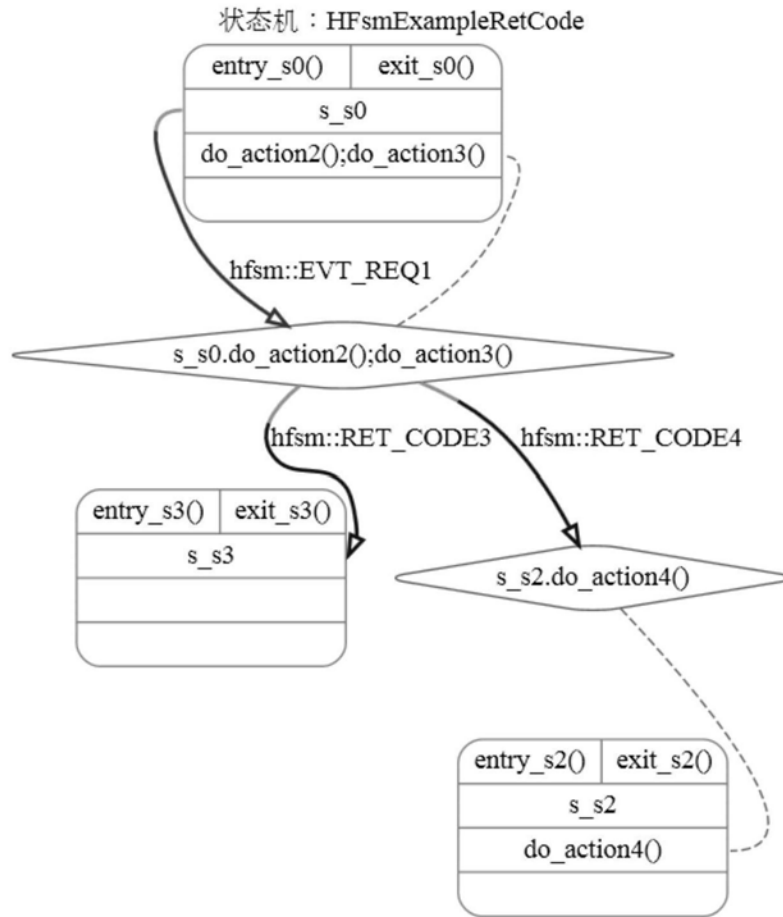 状态机：HFsmExampleRetCode
entry_s0() exit_s0()
s_s0
do_action2();do_action3()
hfsm::EVT_REQ1
s_s0.do_action2();do_action3()
hfsm::RET_CODE3 hfsm::RET_CODE4
entry_s3() exit_s3()
s_s3
s_s2.do_action4()
entry_s2() exit_s2()
s_s2
do_action4()